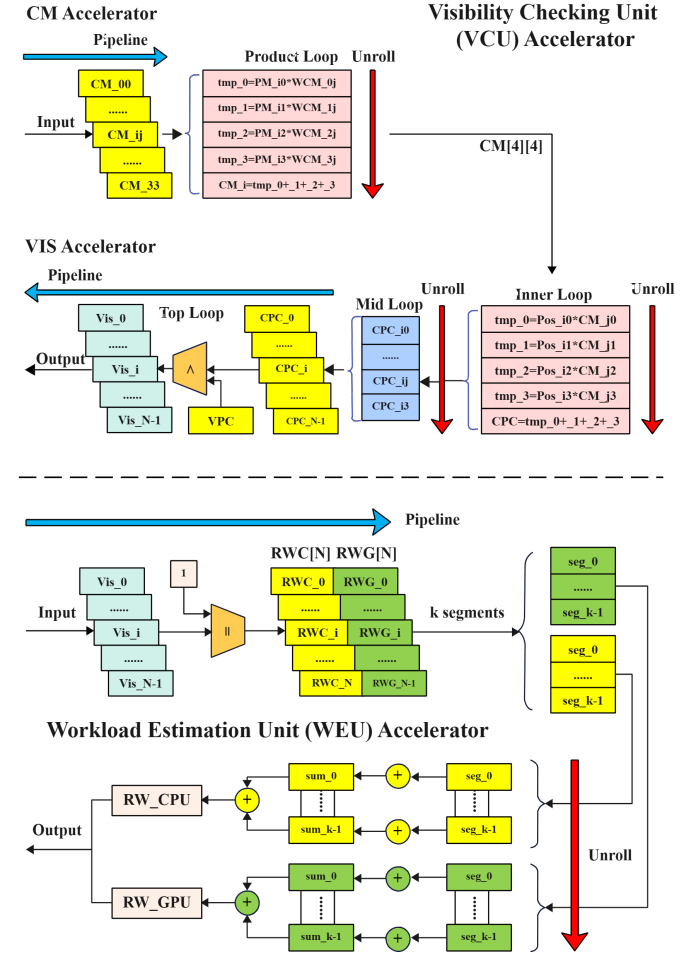 CM Accelerator
Visibility Checking Unit
(VCU) Accelerator
Pipeline
Product Loop
Unroll
CM_00
......
CM_ij
......
CM_33
Input
tmp_0=PM_i0*WCM_0j
tmp_1=PM_i1*WCM_1j
tmp_2=PM_i2*WCM_2j
tmp_3=PM_i3*WCM_3j
CM_i=tmp_0+_1+_2+_3
CM[4][4]
VIS Accelerator
Pipeline
Top Loop
Mid Loop
Unroll
Inner Loop
Unroll
Vis_0
......
Vis_i
......
Vis_N-1
Output
^
VPC
CPC_0
......
CPC_i
......
CPC_N-1
CPC_i0
......
CPC_ij
CPC_i3
tmp_0=Pos_i0*CM_j0
tmp_1=Pos_i1*CM_j1
tmp_2=Pos_i2*CM_j2
tmp_3=Pos_i3*CM_j3
CPC=tmp_0+_1+_2+_3
Pipeline
RWC[N] RWG[N]
Input
Vis_0
......
Vis_i
......
Vis_N-1
1
||
RWC_0 RWG_0
...... ......
RWC_i RWG_i
...... ......
RWC_N RWG_N-1
k segments
seg_0
......
seg_k-1
seg_0
......
seg_k-1
Workload Estimation Unit (WEU) Accelerator
Output
RW_CPU
+
sum_0
+
seg_0
sum_k-1
+
seg_k-1
Unroll
RW_GPU
+
sum_0
+
seg_0
sum_k-1
+
seg_k-1